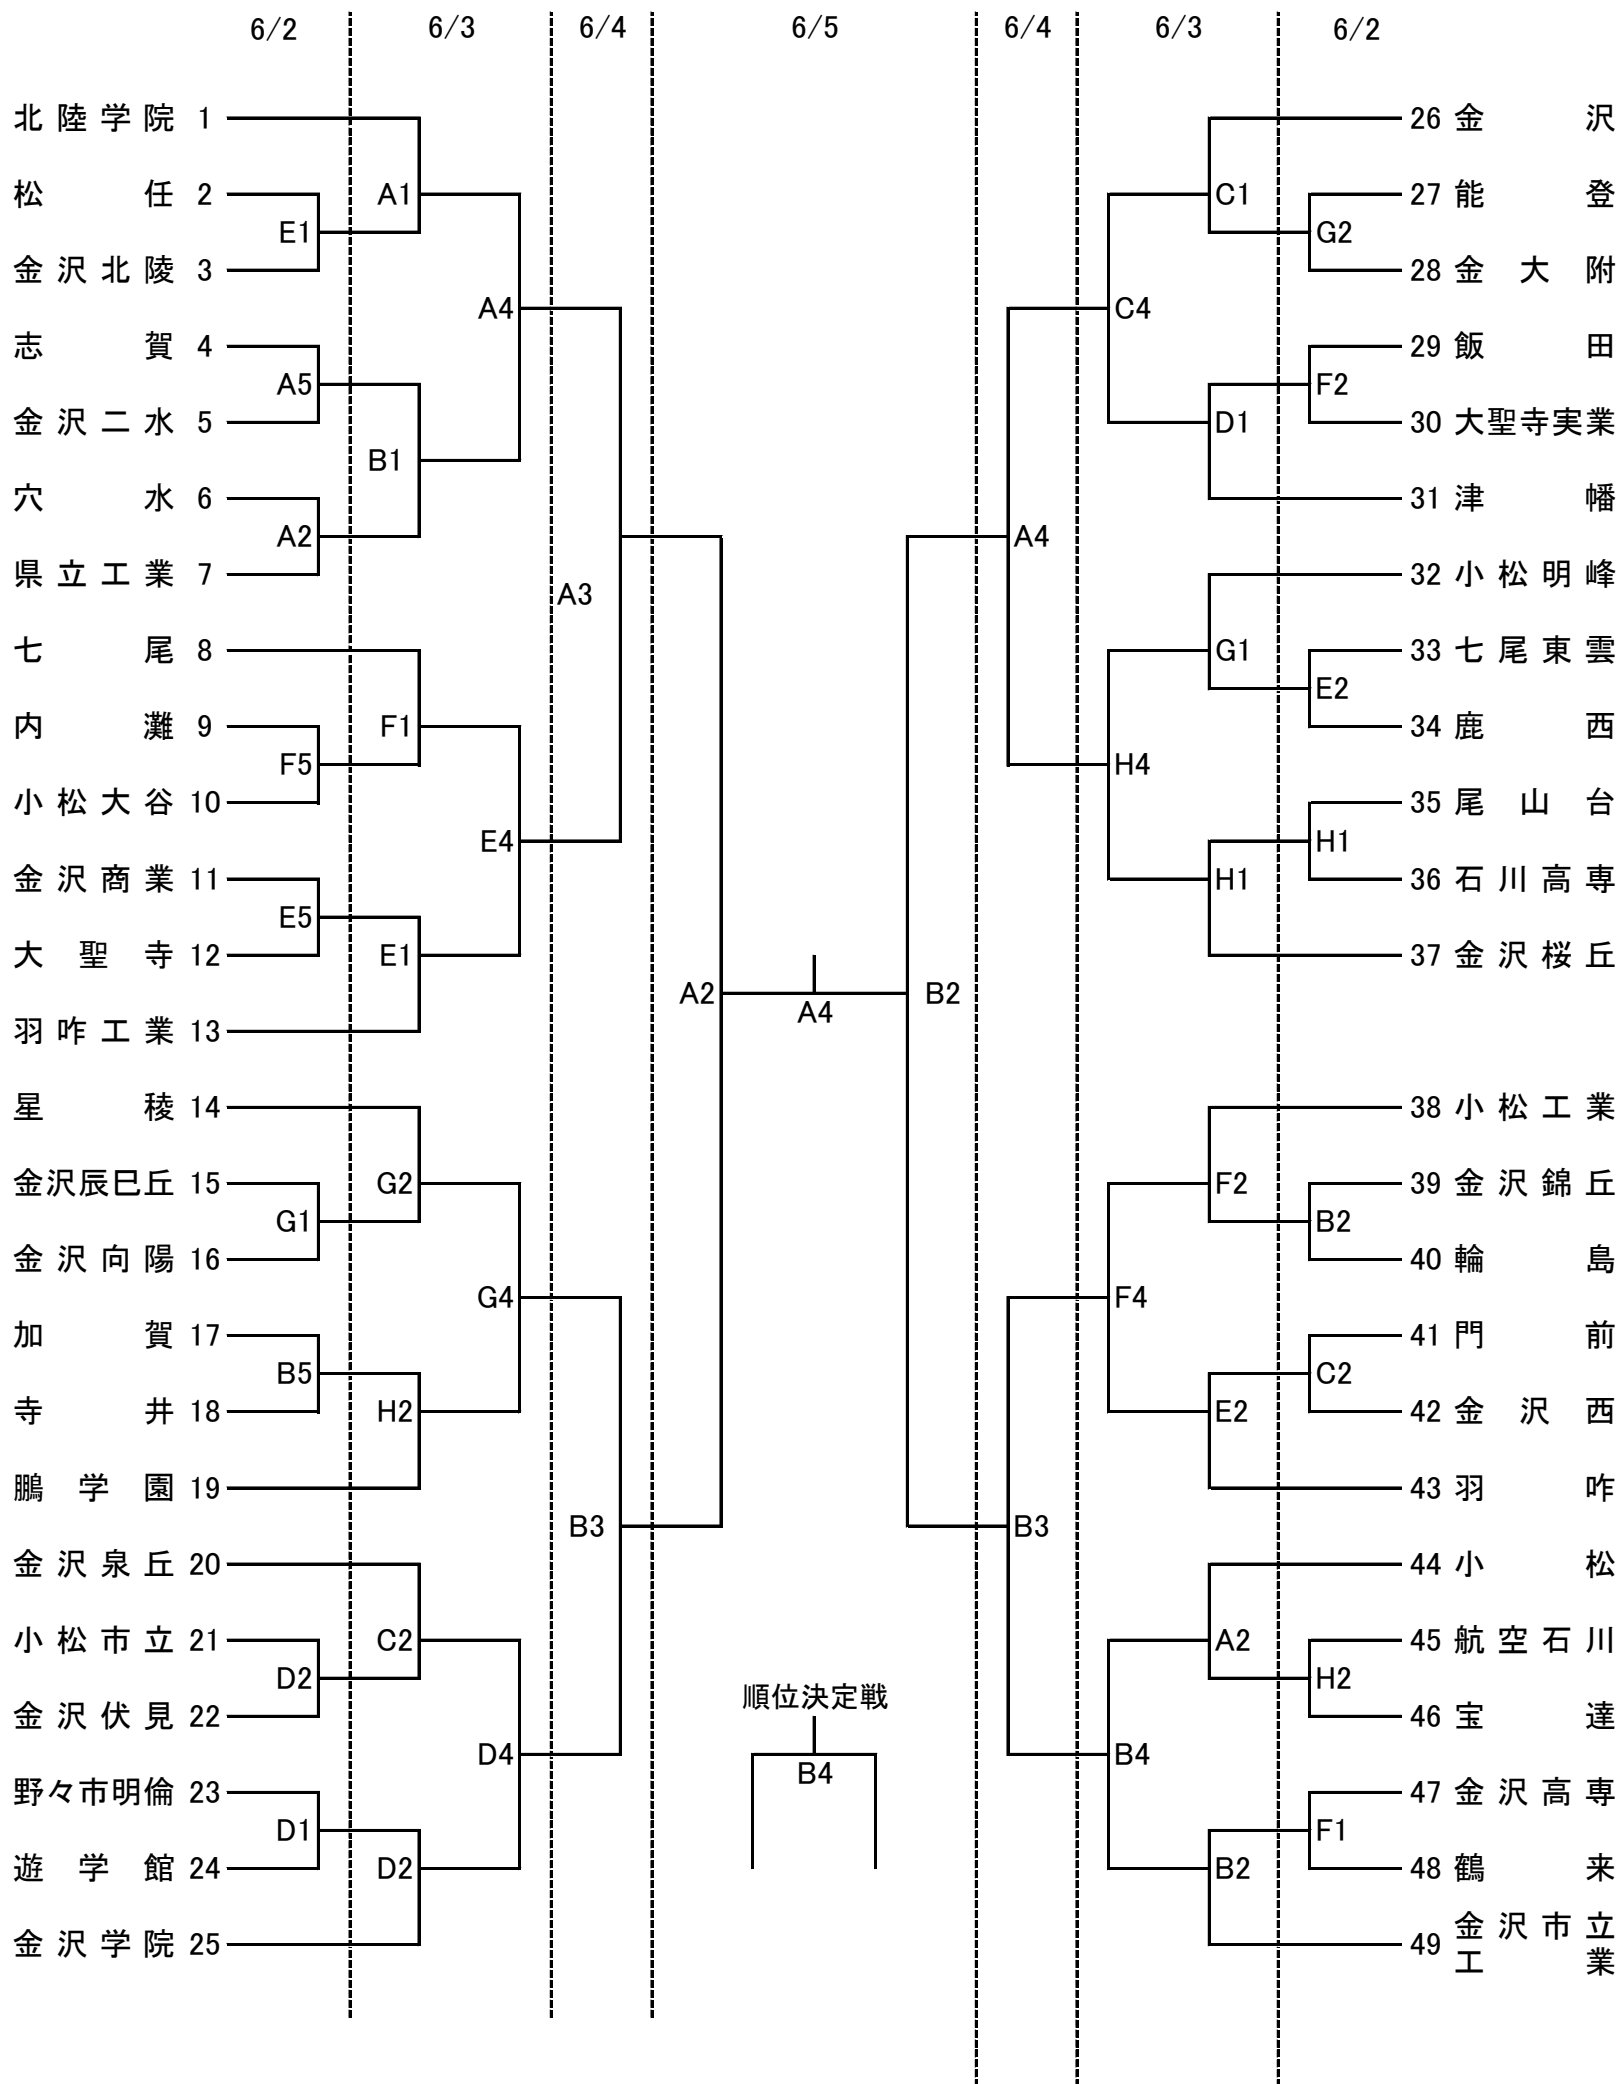 6/2 6/3 6/4 6/5 6/4 6/3 6/2
北陸学院 1
松任 2
金沢北陵 3
志賀 4
金沢二水 5
穴水 6
県立工業 7
七尾 8
内灘 9
小松大谷 10
金沢商業 11
大聖寺 12
羽咋工業 13
星稜 14
金沢辰巳丘 15
金沢向陽 16
加賀 17
寺井 18
鵬学園 19
金沢泉丘 20
小松市立 21
金沢伏見 22
野々市明倫 23
遊学館 24
金沢学院 25
E1
A5
A2
F5
E5
G1
B5
D2
D1
A1
B1
F1
E1
G2
H2
C2
D2
A4
E4
G4
D4
A3
B3
A2
A4
B2
順位決定戦
B4
A4
B3
C4
H4
F4
B4
C1
D1
G1
H1
F2
E2
A2
B2
G2
F2
E2
H1
B2
C2
H2
F1
26 金沢
27 能登
28 金大附
29 飯田
30 大聖寺実業
31 津幡
32 小松明峰
33 七尾東雲
34 鹿西
35 尾山台
36 石川高専
37 金沢桜丘
38 小松工業
39 金沢錦丘
40 輪島
41 門前
42 金沢西
43 羽咋
44 小松
45 航空石川
46 宝達
47 金沢高専
48 鶴来
49 金沢市立
工業